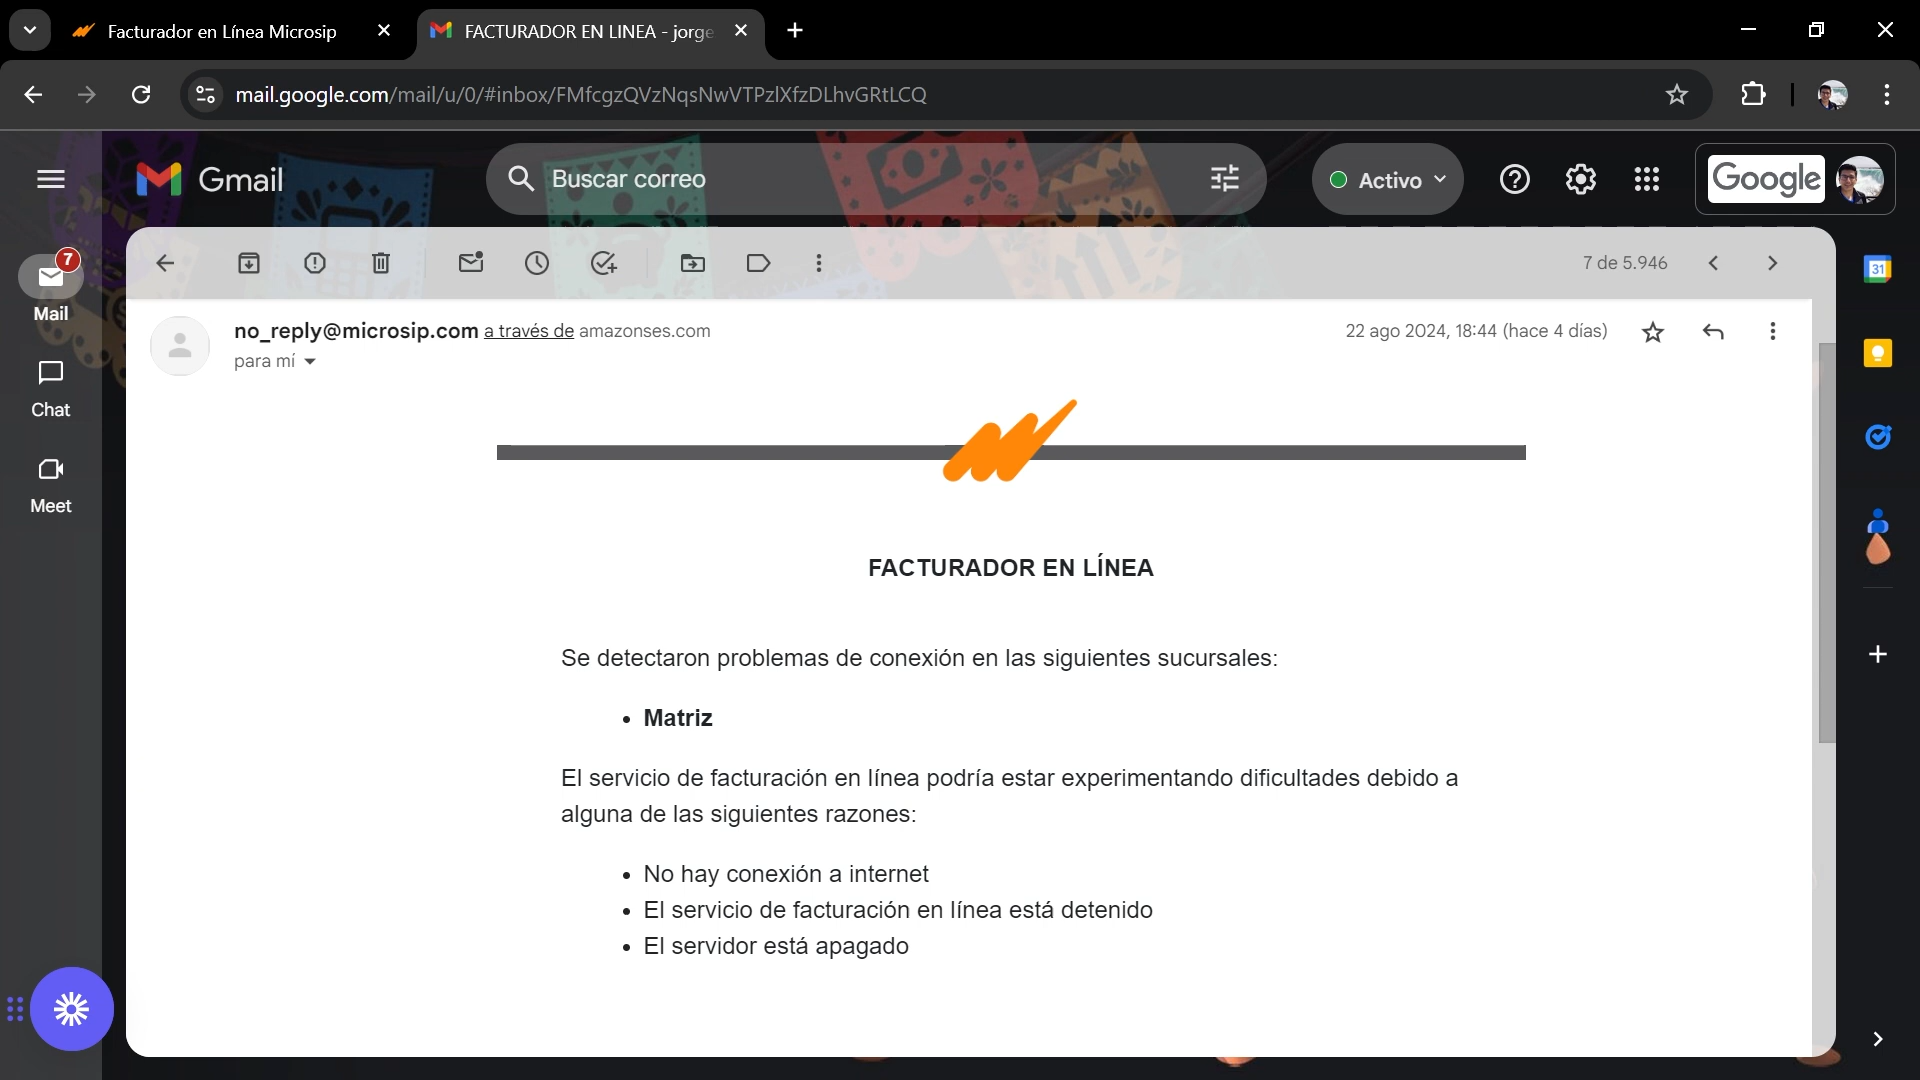 Facturador en Línea Microsip
FACTURADOR EN LINEA - jorge
mail.google.com/mail/u/0/#inbox/FMfcgzQVzNqsNwVTPzlXfzDLhvGRtLCQ
Gmail
Buscar correo
Activo
Google
7
Mail
Chat
Meet
7 de 5.946
31
no_reply@microsip.com a través de amazonses.com
22 ago 2024, 18:44 (hace 4 días)
para mí
FACTURADOR EN LÍNEA
Se detectaron problemas de conexión en las siguientes sucursales:
• Matriz
El servicio de facturación en línea podría estar experimentando dificultades debido a
alguna de las siguientes razones:
• No hay conexión a internet
• El servicio de facturación en línea está detenido
• El servidor está apagado